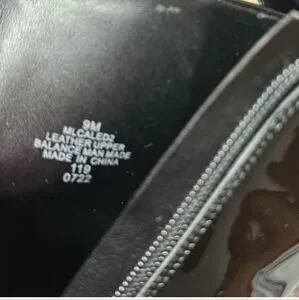 9M
MLCALED2
LEATHER UPPER
BALANCE MAN MADE
MADE IN CHINA
119
0722